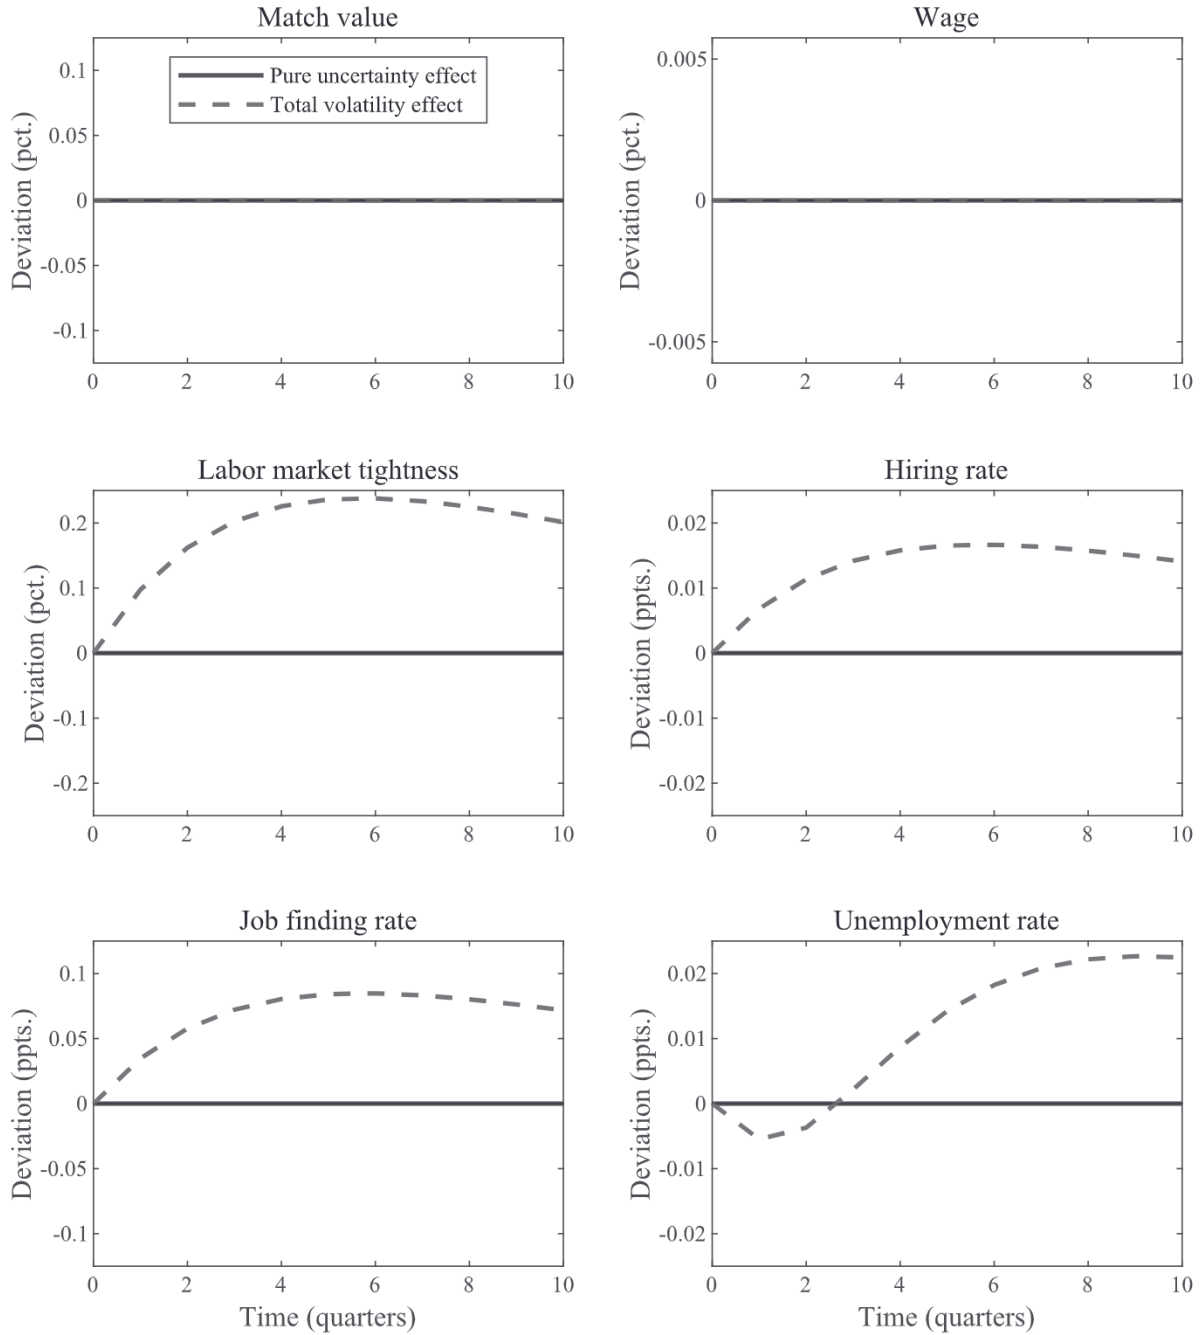 Match value
Deviation (pct.)
0.1
0.05
0
-0.05
-0.1
Pure uncertainty effect
Total volatility effect
0 2 4 6 8 10
Wage
Deviation (pct.)
0.005
0
-0.005
0 2 4 6 8 10
Labor market tightness
Deviation (pct.)
0.2
0.1
0
-0.1
-0.2
0 2 4 6 8 10
Hiring rate
Deviation (ppts.)
0.02
0.01
0
-0.01
-0.02
0 2 4 6 8 10
Job finding rate
Deviation (ppts.)
0.1
0.05
0
-0.05
-0.1
0 2 4 6 8 10
Time (quarters)
Unemployment rate
Deviation (ppts.)
0.02
0.01
0
-0.01
-0.02
0 2 4 6 8 10
Time (quarters)